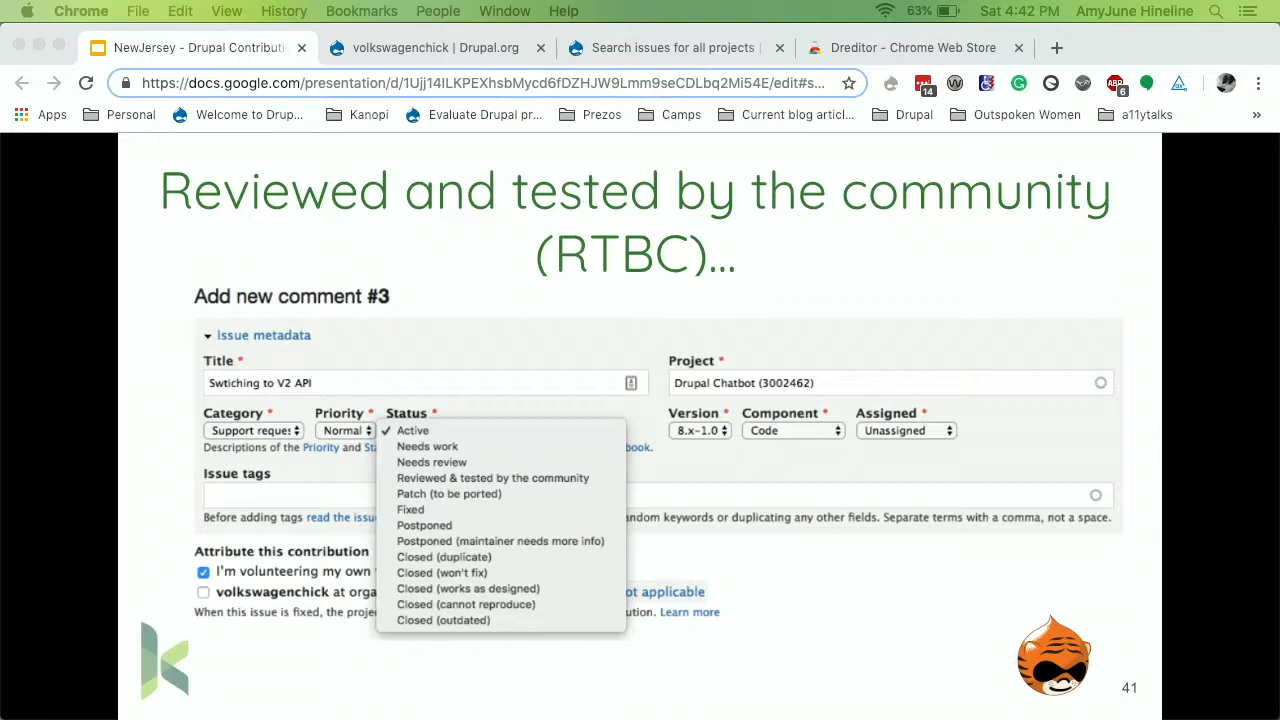 Chrome File Edit View History Bookmarks People Window Help 63% Sat 4:42 PM AmyJune Hineline
NewJersey - Drupal Contributi volkswagenchick | Drupal.org Search issues for all projects | Dreditor - Chrome Web Store
https://docs.google.com/presentation/d/1Ujj14lLKPEXhsbMycd6fDZHJW9Lmm9seCDLbq2Mi54E/edit#s... 14 ABP 6
Apps Personal Welcome to Drup... Kanopi Evaluate Drupal pr... Prezos Camps Current blog articl... Drupal Outspoken Women a11ytalks »
Reviewed and tested by the community
(RTBC)...
Add new comment #3
Issue metadata
Title * Project *
Swtiching to V2 API Drupal Chatbot (3002462)
Category * Priority * Status * Version * Component * Assigned *
Support reques Normal Active 8.x-1.0 Code Unassigned
Descriptions of the Priority and Sta book.
Needs work
Needs review
Reviewed & tested by the community
Patch (to be ported)
Fixed
Postponed
Postponed (maintainer needs more info)
Closed (duplicate)
Closed (won't fix)
Closed (works as designed)
Closed (cannot reproduce)
Closed (outdated)
Issue tags
Before adding tags read the issu andom keywords or duplicating any other fields. Separate terms with a comma, not a space.
Attribute this contribution
I'm volunteering my own
volkswagenchick at orga ot applicable
When this issue is fixed, the projec ution. Learn more
41